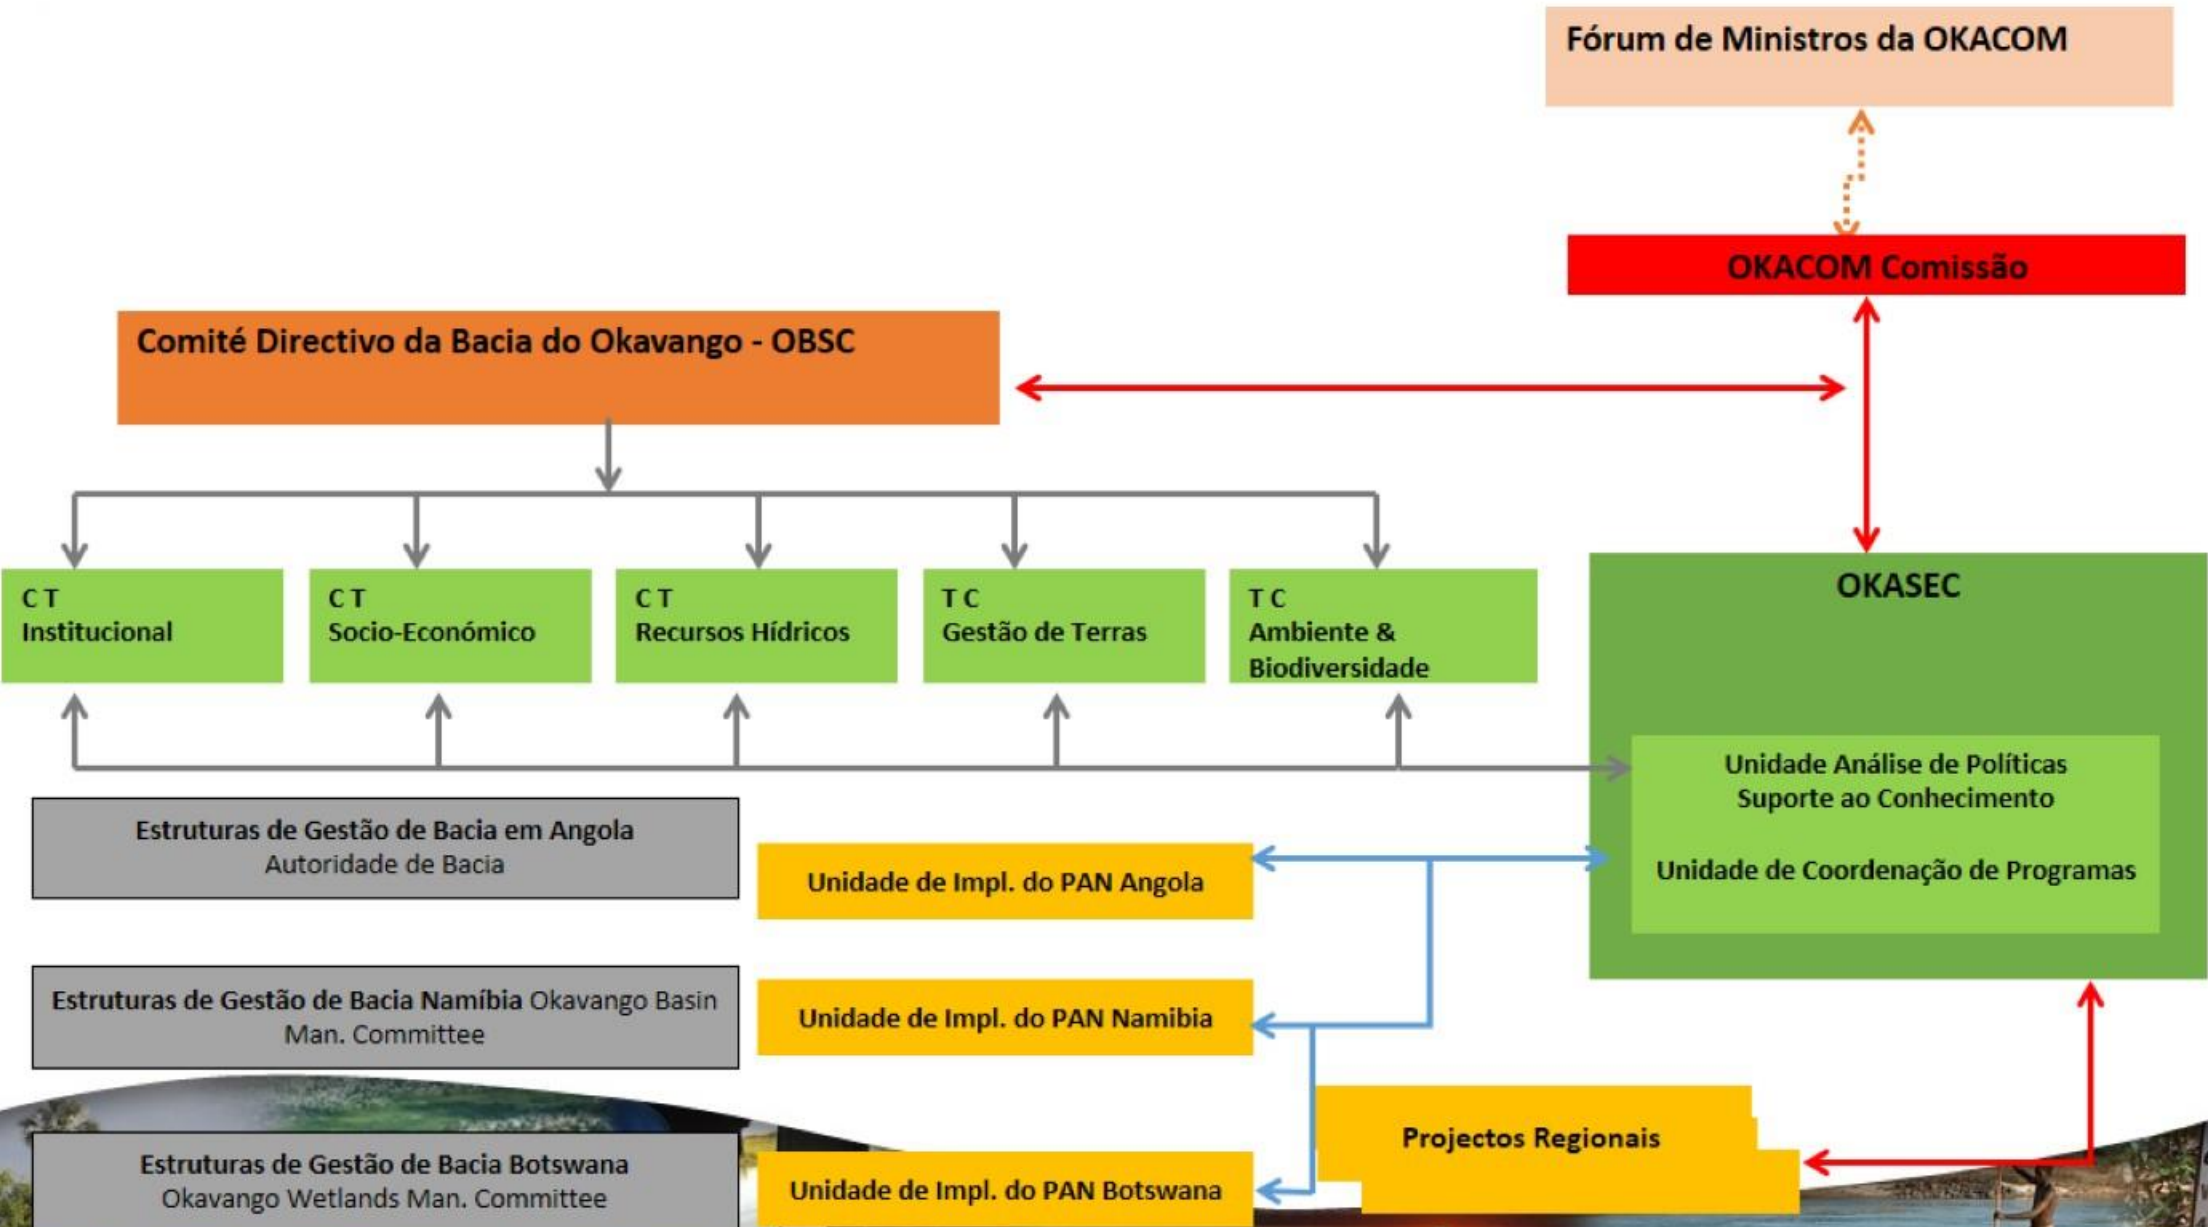 Fórum de Ministros da OKACOM
OKACOM Comissão
Comité Directivo da Bacia do Okavango - OBSC
C T
Institucional
C T
Socio-Económico
C T
Recursos Hídricos
T C
Gestão de Terras
T C
Ambiente &
Biodiversidade
OKASEC
Unidade Análise de Políticas
Suporte ao Conhecimento
Unidade de Coordenação de Programas
Estruturas de Gestão de Bacia em Angola
Autoridade de Bacia
Unidade de Impl. do PAN Angola
Estruturas de Gestão de Bacia Namíbia Okavango Basin
Man. Committee
Unidade de Impl. do PAN Namibia
Projectos Regionais
Estruturas de Gestão de Bacia Botswana
Okavango Wetlands Man. Committee
Unidade de Impl. do PAN Botswana